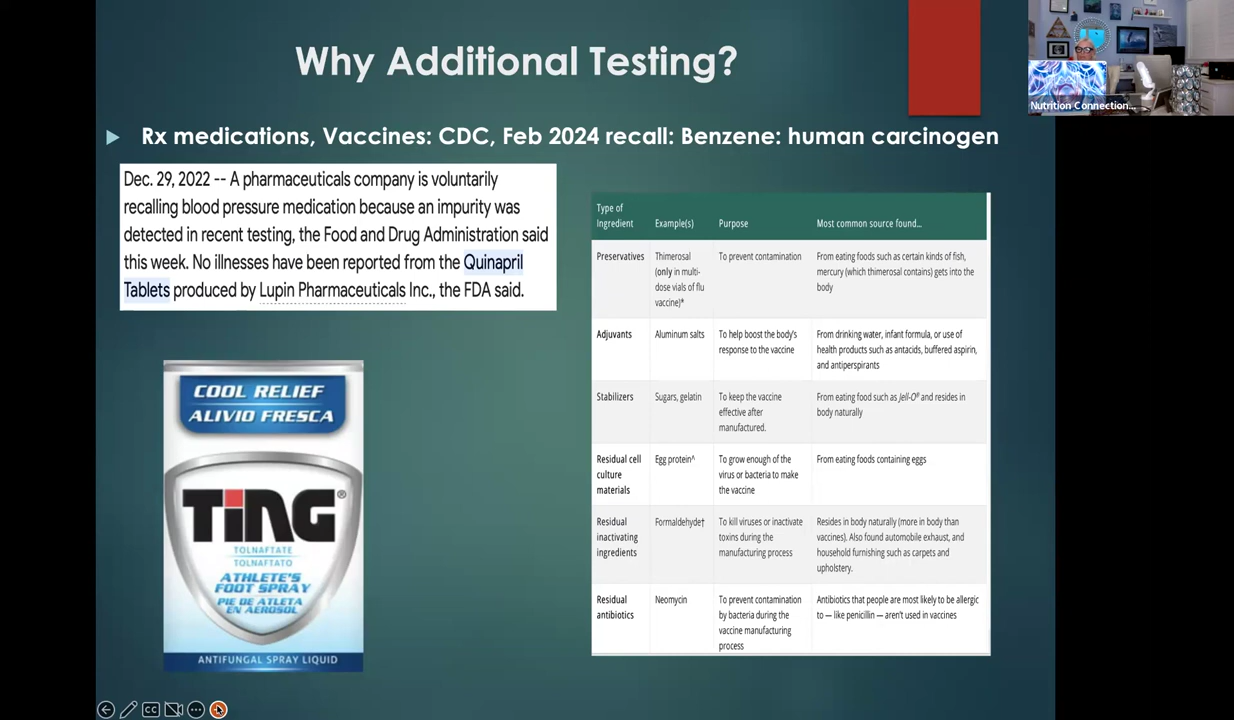 Why Additional Testing?
Nutrition Connection...
Rx medications, Vaccines: CDC, Feb 2024 recall: Benzene: human carcinogen
Dec. 29, 2022 -- A pharmaceuticals company is voluntarily
recalling blood pressure medication because an impurity was
detected in recent testing, the Food and Drug Administration said
this week. No illnesses have been reported from the Quinapril
Tablets produced by Lupin Pharmaceuticals Inc., the FDA said.
COOL RELIEF
ALIVIO FRESCA
TiNG®
TOLNAFTATE
TOLNAFTATO
ATHLETE'S
FOOT SPRAY
PIE DE ATLETA
EN AEROSOL
ANTIFUNGAL SPRAY LIQUID
Type of
Ingredient Example(s) Purpose Most common source found...
Preservatives Thimerosal To prevent contamination From eating foods such as certain kinds of fish,
(only in multi- mercury (which thimerosal contains) gets into the
dose vials of flu body
vaccine)*
Adjuvants Aluminum salts To help boost the body's From drinking water, infant formula, or use of
response to the vaccine health products such as antacids, buffered aspirin,
and antiperspirants
Stabilizers Sugars, gelatin To keep the vaccine From eating food such as Jell-O® and resides in
effective after body naturally
manufactured.
Residual cell Egg protein^ To grow enough of the From eating foods containing eggs
culture virus or bacteria to make
materials the vaccine
Residual Formaldehyde† To kill viruses or inactivate Resides in body naturally (more in body than
inactivating toxins during the vaccines). Also found automobile exhaust, and
ingredients manufacturing process household furnishing such as carpets and
upholstery.
Residual Neomycin To prevent contamination Antibiotics that people are most likely to be allergic
antibiotics by bacteria during the to — like penicillin — aren't used in vaccines
vaccine manufacturing
process
CC